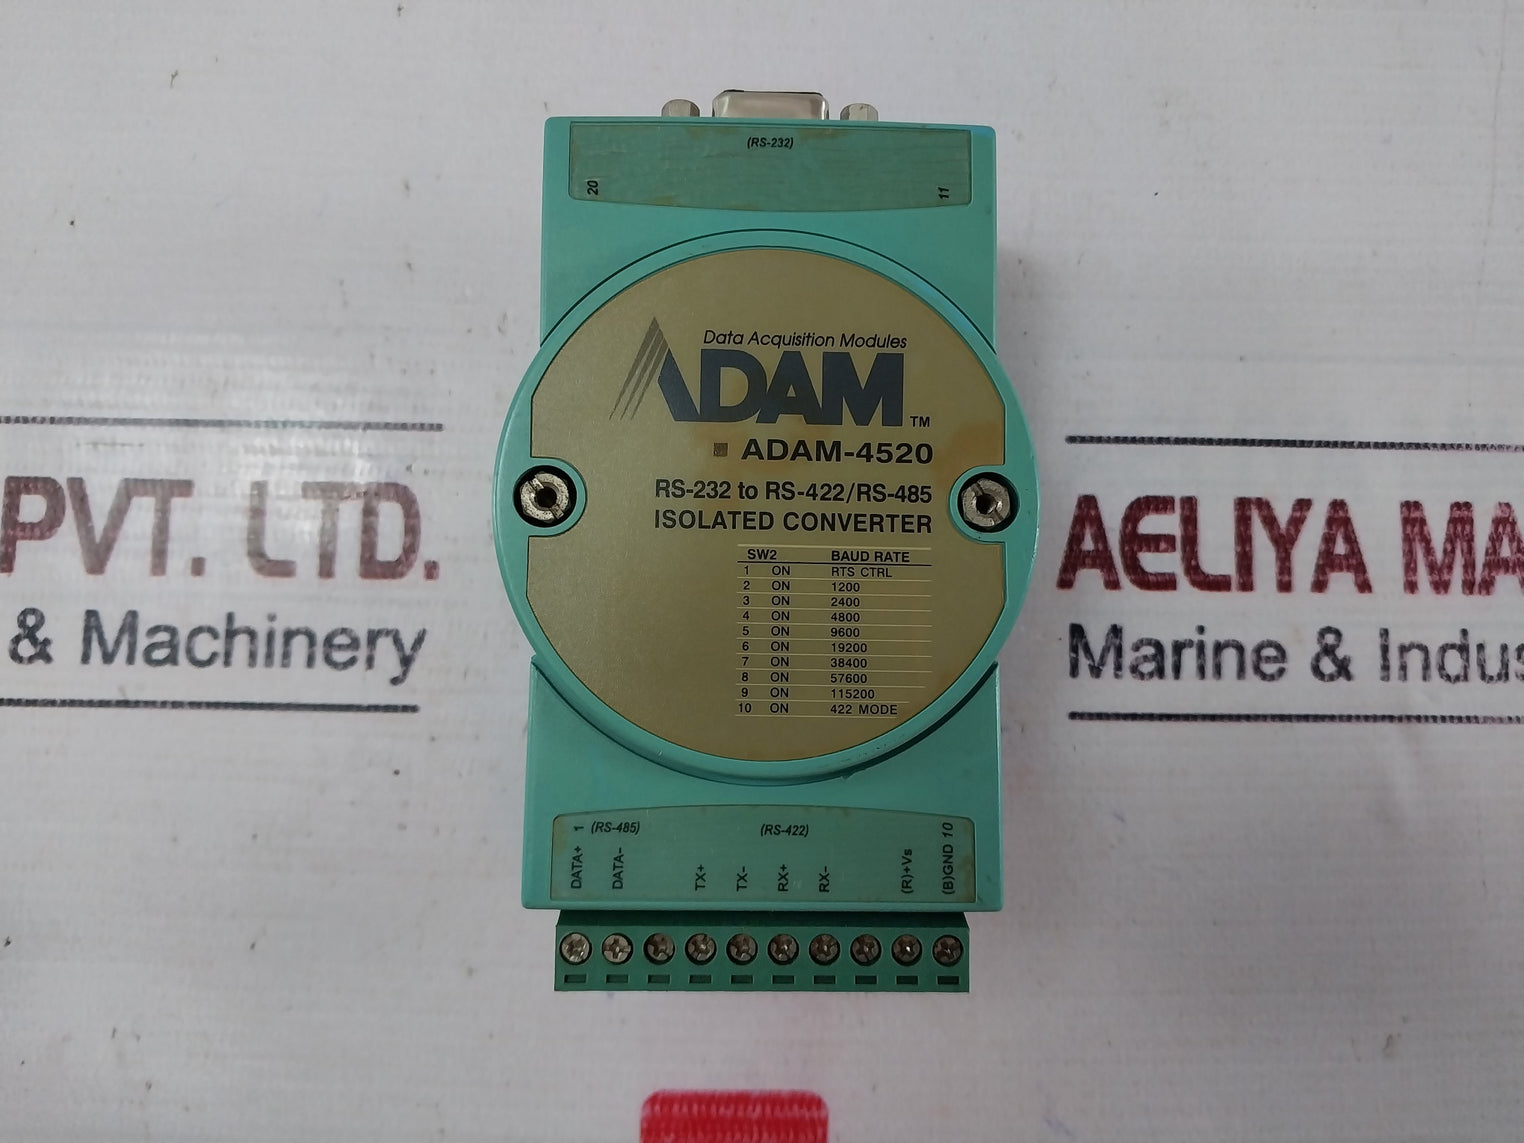 (RS-232)
20
11
Data Acquisition Modules
ADAM TM
ADAM-4520
RS-232 to RS-422/RS-485
ISOLATED CONVERTER
SW2 BAUD RATE
1 ON RTS CTRL
2 ON 1200
3 ON 2400
4 ON 4800
5 ON 9600
6 ON 19200
7 ON 38400
8 ON 57600
9 ON 115200
10 ON 422 MODE
1 (RS-485) (RS-422) 10
DATA+ DATA- TX+ TX- RX+ RX- (R)+Vs (B)GND
PVT. LTD.
& Machinery
AELIYA MA
Marine & Indus